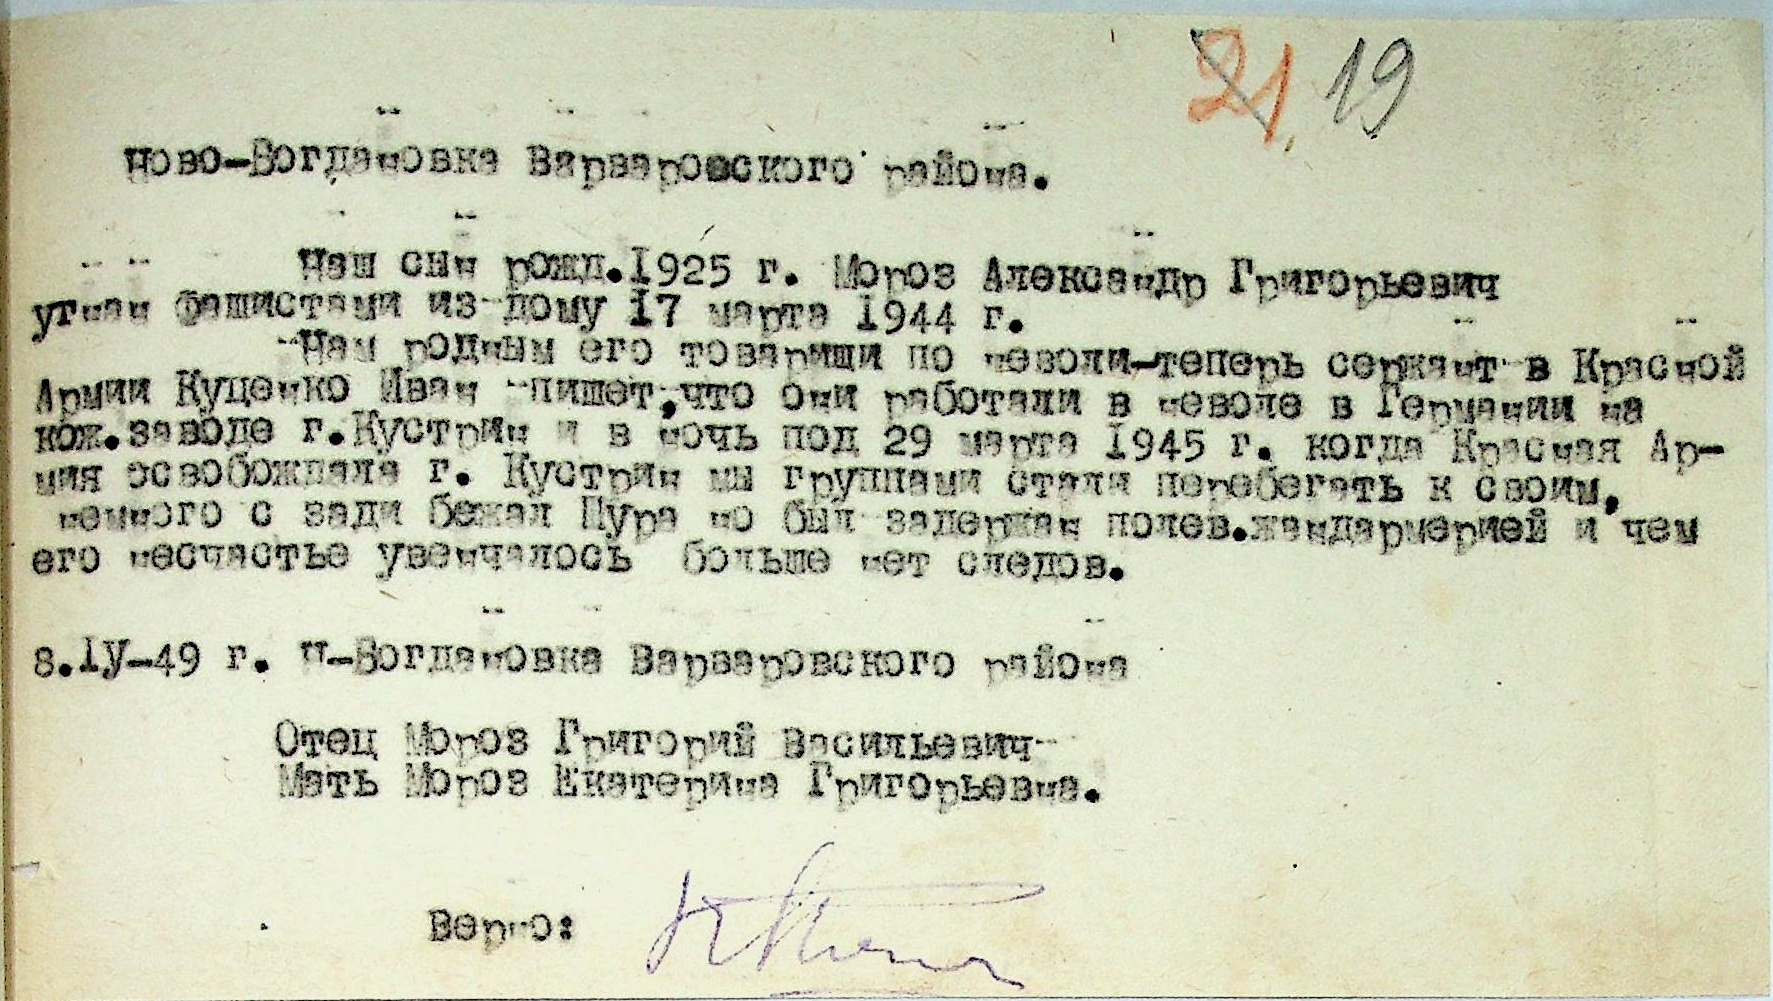 21. 19
Ново-Богдановка Варваровского района.
Наш сын рожд.1925 г. Мороз Александр Григорьевич
угнан фашистами из дому 17 марта 1944 г.
Нам родным его товарищи по неволи-теперь сержант в Красной
Армии Куценко Иван пишет,что они работали в неволе в Германии на
кож.заводе г.Кустрин и в ночь под 29 марта 1945 г. когда Красная Ар-
мия освобождала г. Кустрин мы группами стали перебегать к своим,
немного с зади бежал Шура но был задержан полев.жандармерией и чем
его несчастье увенчалось больше нет следов.
8.IУ-49 г. Н-Богдановка Варваровского района
Отец Мороз Григорий Васильевич
Мать Мороз Екатерина Григорьевна.
Верно: